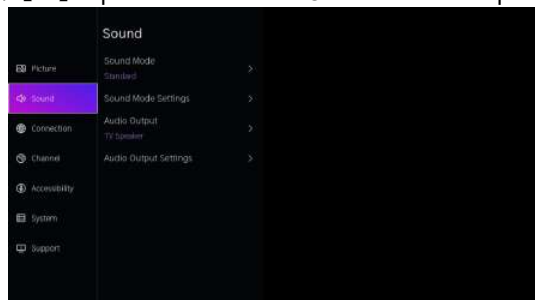 Sound
Picture
Sound
Connection
Channel
Accessibility
System
Support
Sound Mode
Standard
Sound Mode Settings
Audio Output
TV Speaker
Audio Output Settings